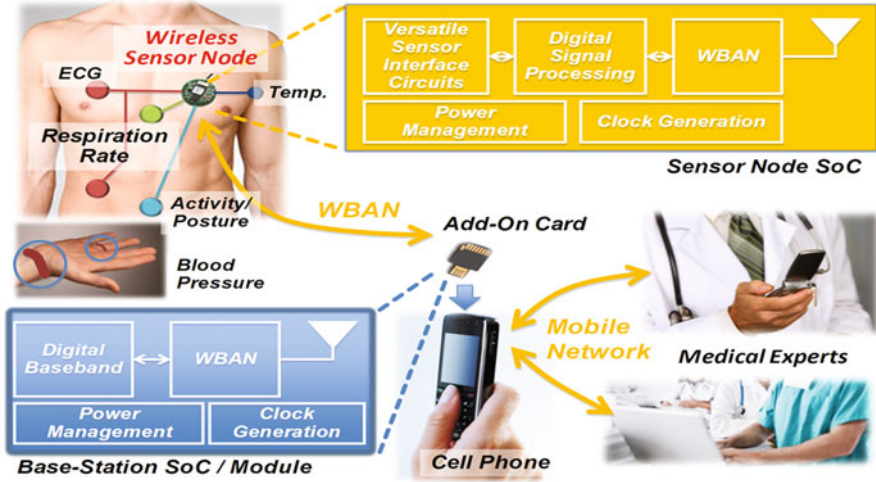 Wireless
Sensor Node
ECG
Temp.
Respiration
Rate
Activity/
Posture
Blood
Pressure
Versatile
Sensor
Interface
Circuits
Digital
Signal
Processing
WBAN
Power
Management
Clock Generation
Sensor Node SoC
WBAN
Add-On Card
Mobile
Network
Medical Experts
Cell Phone
Digital
Baseband
WBAN
Power
Management
Clock
Generation
Base-Station SoC / Module